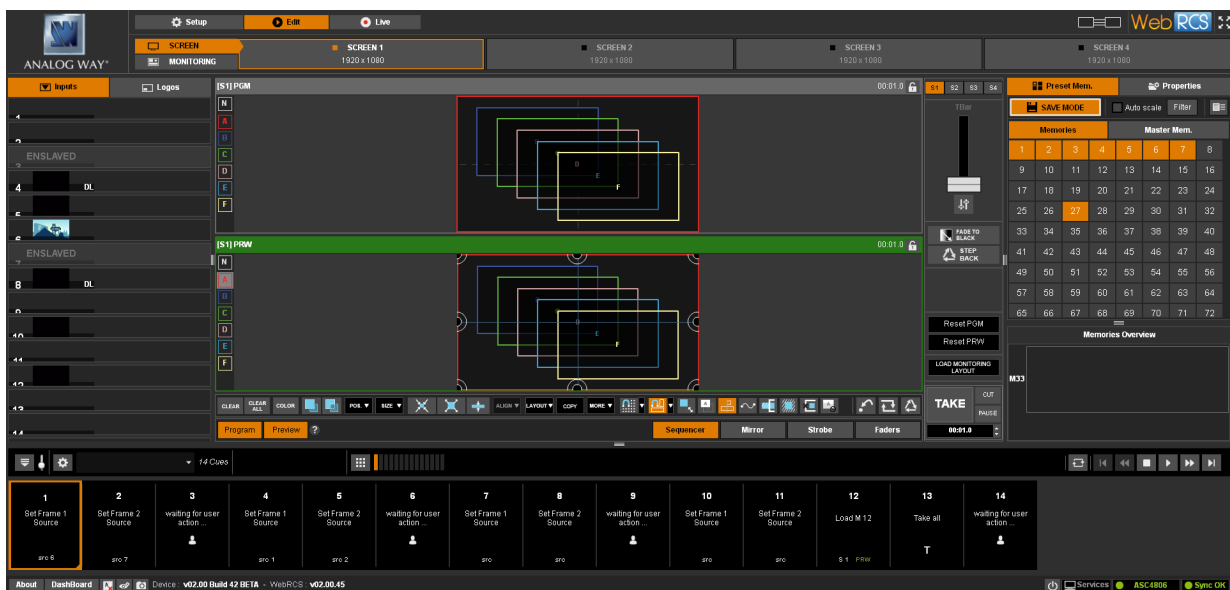 Setup
Edit
Live
Web RCS
ANALOG WAY®
SCREEN
MONITORING
SCREEN 1
1920 x 1080
SCREEN 2
1920 x 1080
SCREEN 3
1920 x 1080
SCREEN 4
1920 x 1080
Inputs
Logos
ENSLAVED
4 DL
ENSLAVED
8 DL
[S1] PGM
00:01.0
N
A
B
C
D
E
F
D
E
F
[S1] PRW
00:01.0
N
A
B
C
D
E
F
D
E
F
S1 S2 S3 S4
TBar
FADE TO
BLACK
STEP
BACK
Reset PGM
Reset PRW
LOAD MONITORING
LAYOUT
TAKE
CUT
PAUSE
00:01.0
Preset Mem.
Properties
SAVE MODE
Auto scale
Filter
Memories
Master Mem.
1 2 3 4 5 6 7 8
9 10 11 12 13 14 15 16
17 18 19 20 21 22 23 24
25 26 27 28 29 30 31 32
33 34 35 36 37 38 39 40
41 42 43 44 45 46 47 48
49 50 51 52 53 54 55 56
57 58 59 60 61 62 63 64
65 66 67 68 69 70 71 72
Memories Overview
M33
CLEAR
CLEAR
ALL
COLOR
POS.
SIZE
ALIGN
LAYOUT
COPY
MORE
Program
Preview
?
Sequencer
Mirror
Strobe
Faders
14 Cues
1
Set Frame 1
Source
src 6
2
Set Frame 2
Source
src 7
3
waiting for user
action ...
4
Set Frame 1
Source
src 1
5
Set Frame 2
Source
src 2
6
waiting for user
action ...
7
Set Frame 1
Source
src
8
Set Frame 2
Source
src
9
waiting for user
action ...
10
Set Frame 1
Source
src
11
Set Frame 2
Source
src
12
Load M 12
S 1 PRW
13
Take all
T
14
waiting for user
action ...
About
DashBoard
Device : v02.00 Build 42 BETA - WebRCS : v02.00.45
Services
ASC4806
Sync OK